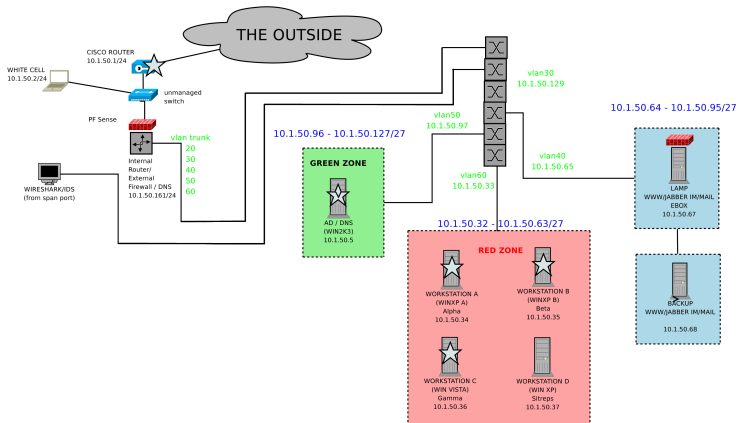 THE OUTSIDE
CISCO ROUTER
10.1.50.1/24
WHITE CELL
10.1.50.2/24
unmanaged
switch
PF Sense
vlan trunk
20
30
40
50
60
Internal
Router/
External
Firewall / DNS
10.1.50.161/24
WIRESHARK/IDS
(from span port)
10.1.50.96 - 10.1.50.127/27
GREEN ZONE
AD / DNS
(WIN2K3)
10.1.50.5
vlan30
10.1.50.129
vlan50
10.1.50.97
vlan40
10.1.50.65
vlan60
10.1.50.33
10.1.50.64 - 10.1.50.95/27
LAMP
WWW/JABBER IM/MAIL
EBOX
10.1.50.67
BACKUP
WWW/JABBER IM/MAIL
10.1.50.68
10.1.50.32 - 10.1.50.63/27
RED ZONE
WORKSTATION A
(WINXP A)
Alpha
10.1.50.34
WORKSTATION B
(WINXP B)
Beta
10.1.50.35
WORKSTATION C
(WIN VISTA)
Gamma
10.1.50.36
WORKSTATION D
(WIN XP)
Sitreps
10.1.50.37